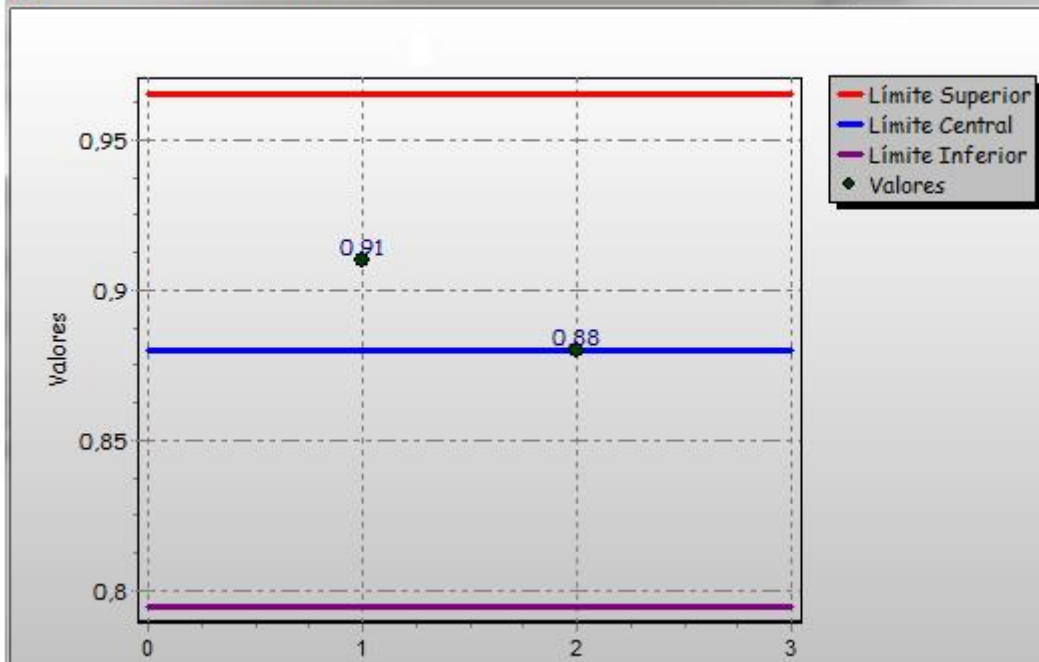 Límite Superior
Límite Central
Límite Inferior
Valores
0,95
0,91
0,9
0,88
Valores
0,85
0,8
0 1 2 3